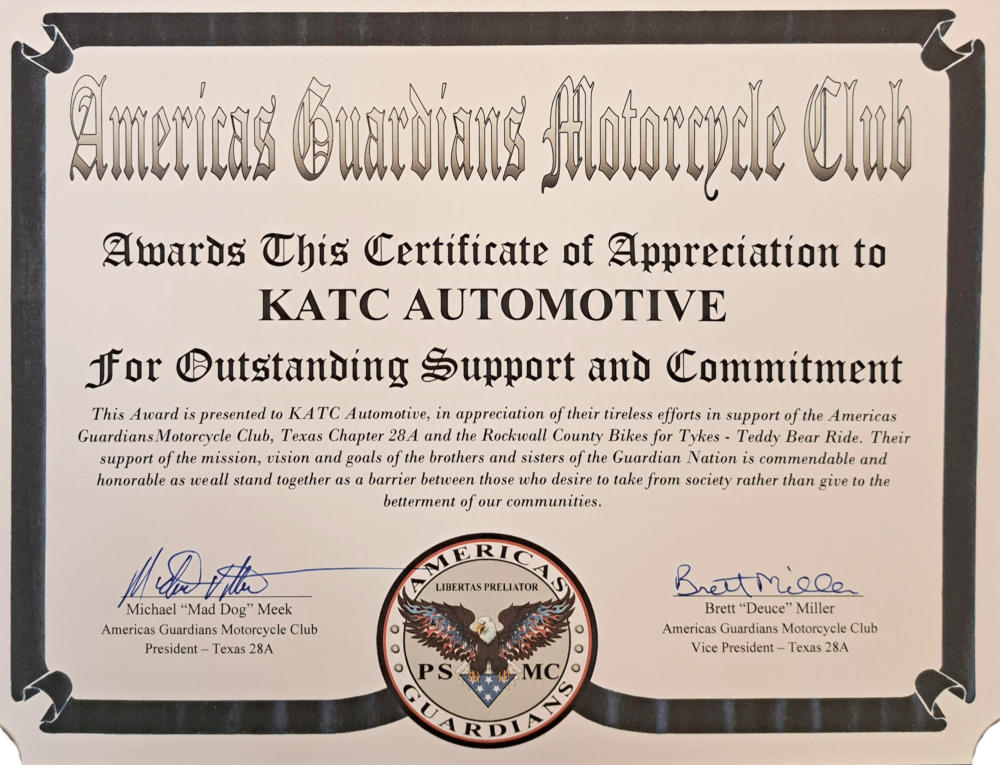 Americas Guardians Motorcycle Club
Awards This Certificate of Appreciation to
KATC AUTOMOTIVE
For Outstanding Support and Commitment
This Award is presented to KATC Automotive, in appreciation of their tireless efforts in support of the Americas
Guardians Motorcycle Club, Texas Chapter 28A and the Rockwall County Bikes for Tykes - Teddy Bear Ride. Their
support of the mission, vision and goals of the brothers and sisters of the Guardian Nation is commendable and
honorable as we all stand together as a barrier between those who desire to take from society rather than give to the
betterment of our communities.
Michael “Mad Dog” Meek
Americas Guardians Motorcycle Club
President – Texas 28A
AMERICAS
LIBERTAS PRELIATOR
PS MC
GUARDIANS
Brett Miller
Brett “Deuce” Miller
Americas Guardians Motorcycle Club
Vice President – Texas 28A